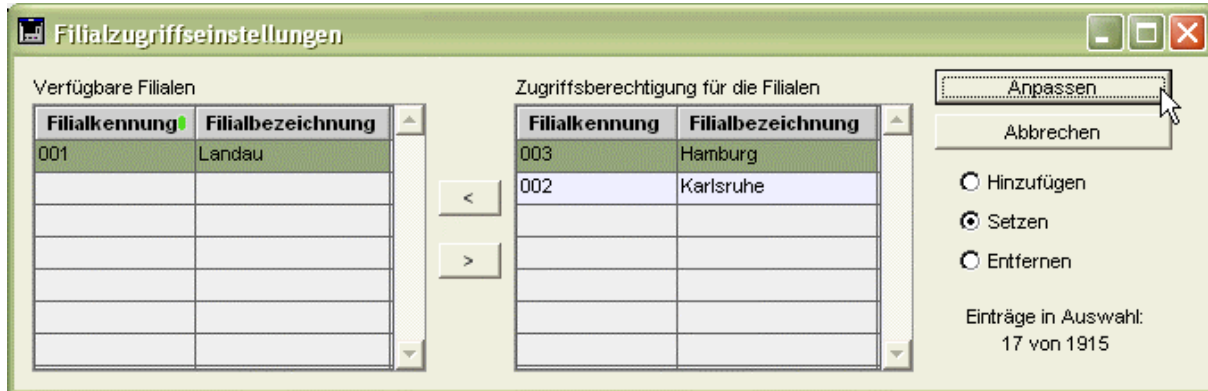 Filialzugriffseinstellungen
Verfügbare Filialen
Filialkennung Filialbezeichnung
001 Landau
<
>
Zugriffsberechtigung für die Filialen
Filialkennung Filialbezeichnung
003 Hamburg
002 Karlsruhe
Anpassen
Abbrechen
Hinzufügen
Setzen
Entfernen
Einträge in Auswahl:
17 von 1915